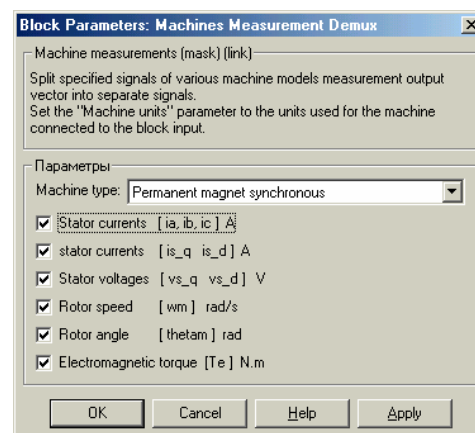 Block Parameters: Machines Measurement Demux
Machine measurements (mask) (link)
Split specified signals of various machine models measurement output
vector into separate signals.
Set the "Machine units" parameter to the units used for the machine
connected to the block input.
Параметры
Machine type: Permanent magnet synchronous
Stator currents [ ia, ib, ic ] A
stator currents [ is_q is_d ] A
Stator voltages [ vs_q vs_d ] V
Rotor speed [ wm ] rad/s
Rotor angle [ thetam ] rad
Electromagnetic torque [Te ] N.m
OK Cancel Help Apply